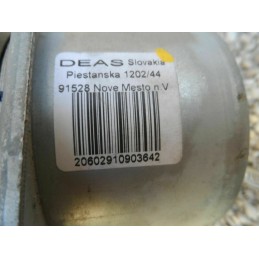 DEAS Slovakia
Piestanska 1202/44
91528 Nove Mesto n.V
20602910903642